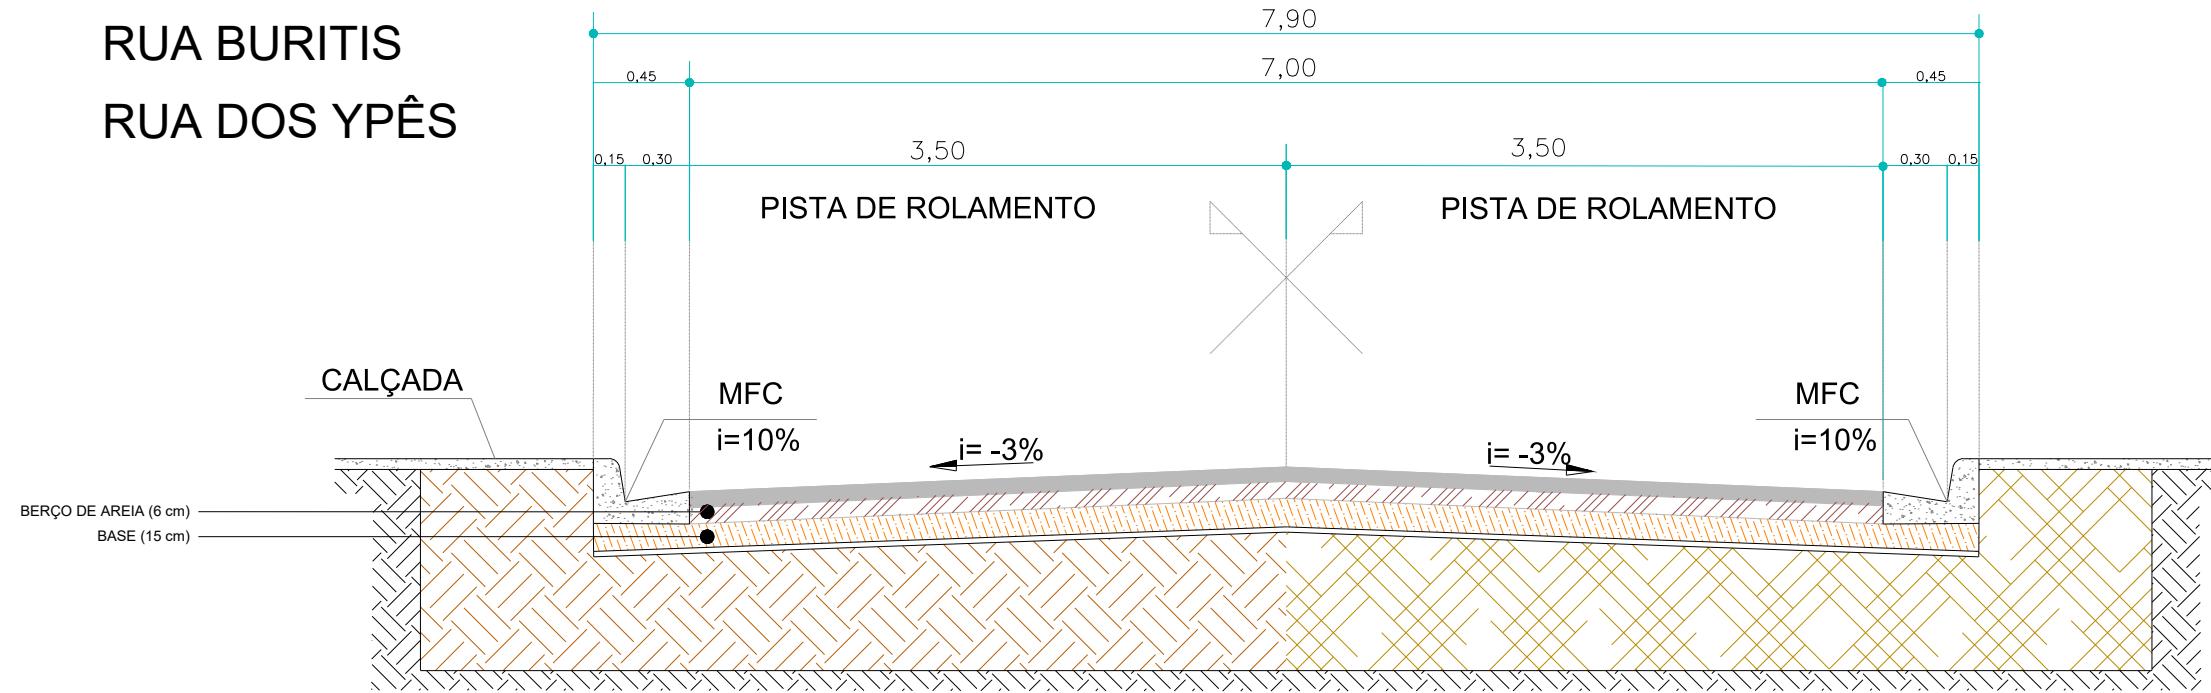 RUA BURITIS
RUA DOS YPÊS
7,90
0,45
7,00
0,45
0,15
0,30
3,50
3,50
0,30
0,15
PISTA DE ROLAMENTO
PISTA DE ROLAMENTO
CALÇADA
MFC
i=10%
MFC
i=10%
i= -3%
i= -3%
BERÇO DE AREIA (6 cm)
BASE (15 cm)